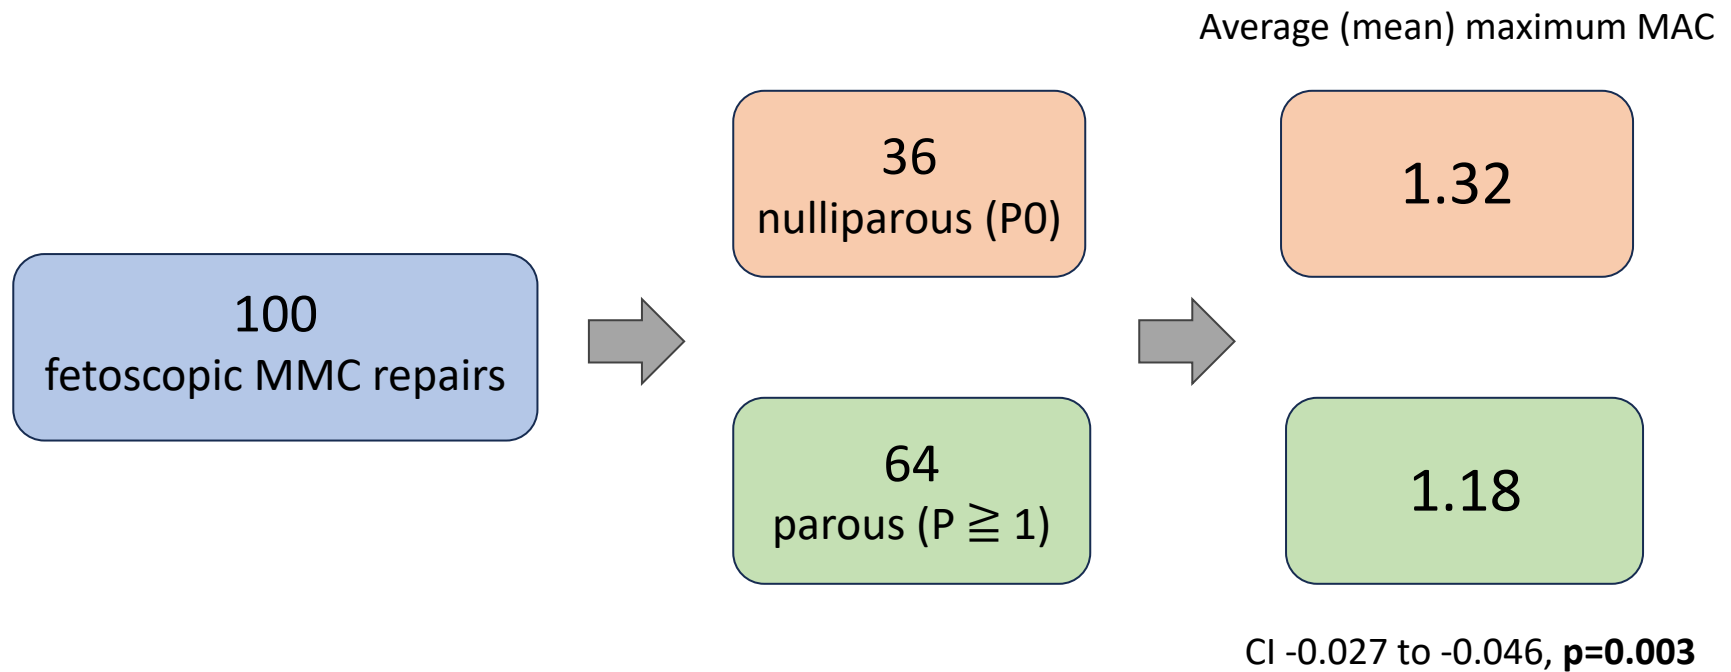 Average (mean) maximum MAC
100
fetoscopic MMC repairs
36
nulliparous (P0)
1.32
64
parous (P ≧ 1)
1.18
CI -0.027 to -0.046, p=0.003